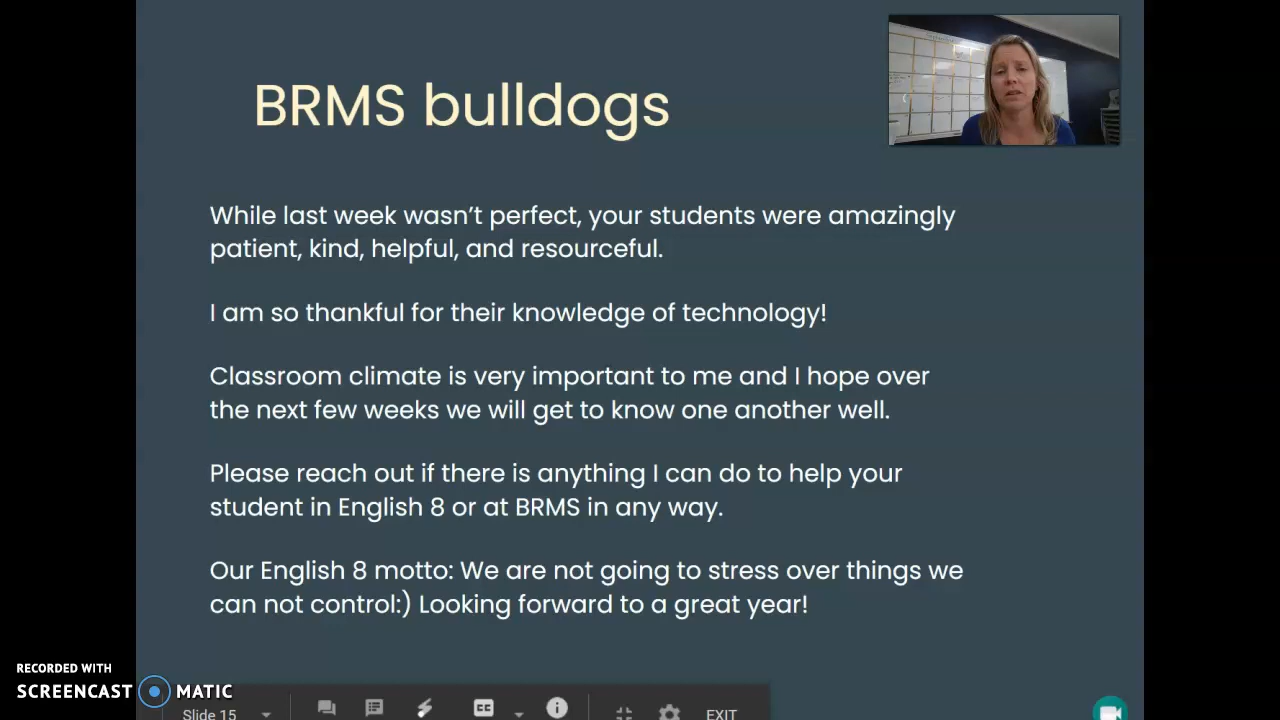 BRMS bulldogs
While last week wasn't perfect, your students were amazingly
patient, kind, helpful, and resourceful.
I am so thankful for their knowledge of technology!
Classroom climate is very important to me and I hope over
the next few weeks we will get to know one another well.
Please reach out if there is anything I can do to help your
student in English 8 or at BRMS in any way.
Our English 8 motto: We are not going to stress over things we
can not control:) Looking forward to a great year!
RECORDED WITH
SCREENCAST MATIC
Slide 15
CC
EXIT